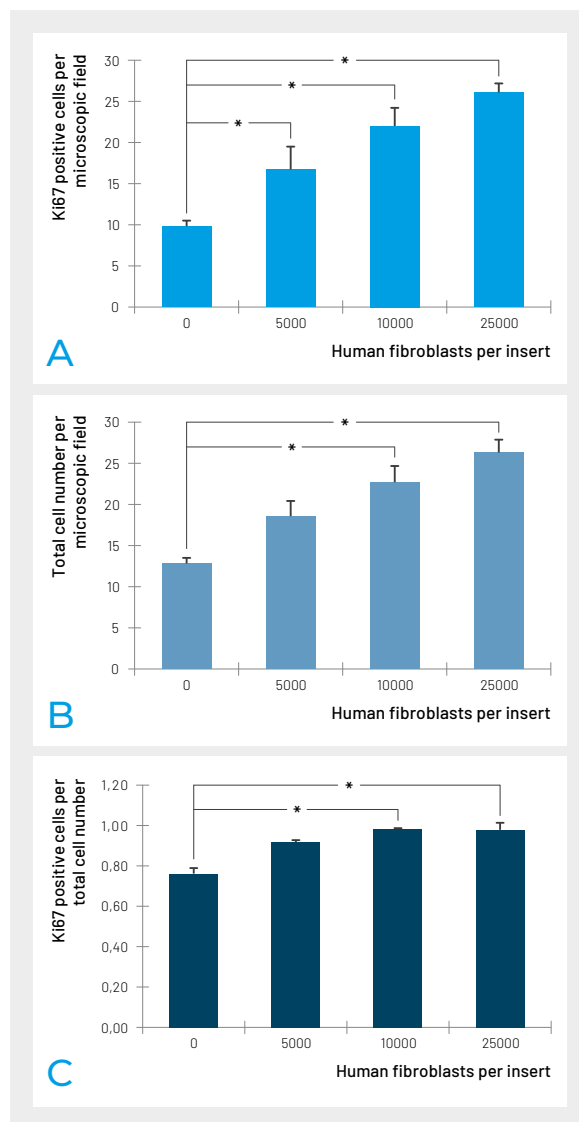 Ki67 positive cells per
microscopic field
30
25
20
15
10
5
0
*
*
*
0 5000 10000 25000
Human fibroblasts per insert
A
Total cell number per
microscopic field
30
25
20
15
10
5
0
*
*
0 5000 10000 25000
Human fibroblasts per insert
B
Ki67 positive cells per
total cell number
1,20
1,00
0,80
0,60
0,40
0,20
0,00
*
*
0 5000 10000 25000
Human fibroblasts per insert
C